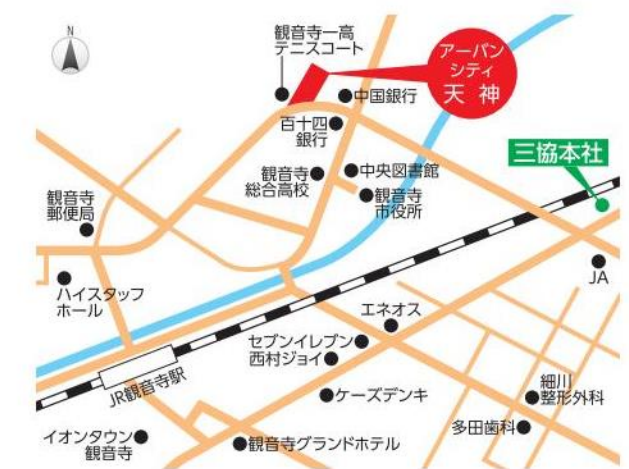 N
観音寺一高
テニスコート
アーバン
シティ
天神
中国銀行
百十四
銀行
三協本社
観音寺
総合高校
中央図書館
観音寺
市役所
観音寺
郵便局
JA
ハイスタッフ
ホール
エネオス
セブンイレブン
西村ジョイ
JR観音寺駅
ケーズデンキ
細川
整形外科
多田歯科
イオンタウン
観音寺
観音寺グランドホテル